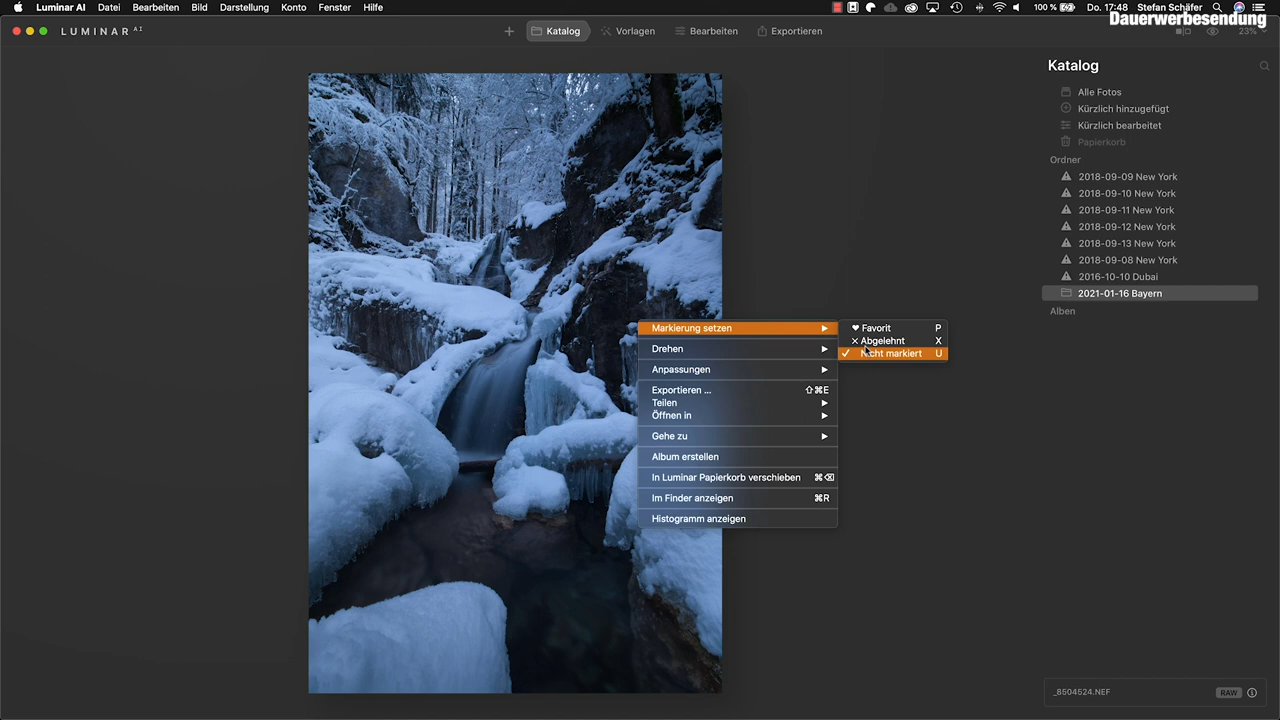 Luminar AI Datei Bearbeiten Bild Darstellung Konto Fenster Hilfe 100 % Do. 17:48 Stefan Schäfer
Dauerwerbesendung
LUMINAR AI + Katalog Vorlagen Bearbeiten Exportieren 23%
Katalog
Alle Fotos
Kürzlich hinzugefügt
Kürzlich bearbeitet
Papierkorb
Ordner
2018-09-09 New York
2018-09-10 New York
2018-09-11 New York
2018-09-12 New York
2018-09-13 New York
2018-09-08 New York
2016-10-10 Dubai
2021-01-16 Bayern
Alben
Markierung setzen
Drehen
Anpassungen
Exportieren ... ⇧⌘E
Teilen
Öffnen in
Gehe zu
Album erstellen
In Luminar Papierkorb verschieben ⌘⌫
Im Finder anzeigen ⌘R
Histogramm anzeigen
♥ Favorit P
× Abgelehnt X
✓ Nicht markiert U
_8504524.NEF RAW